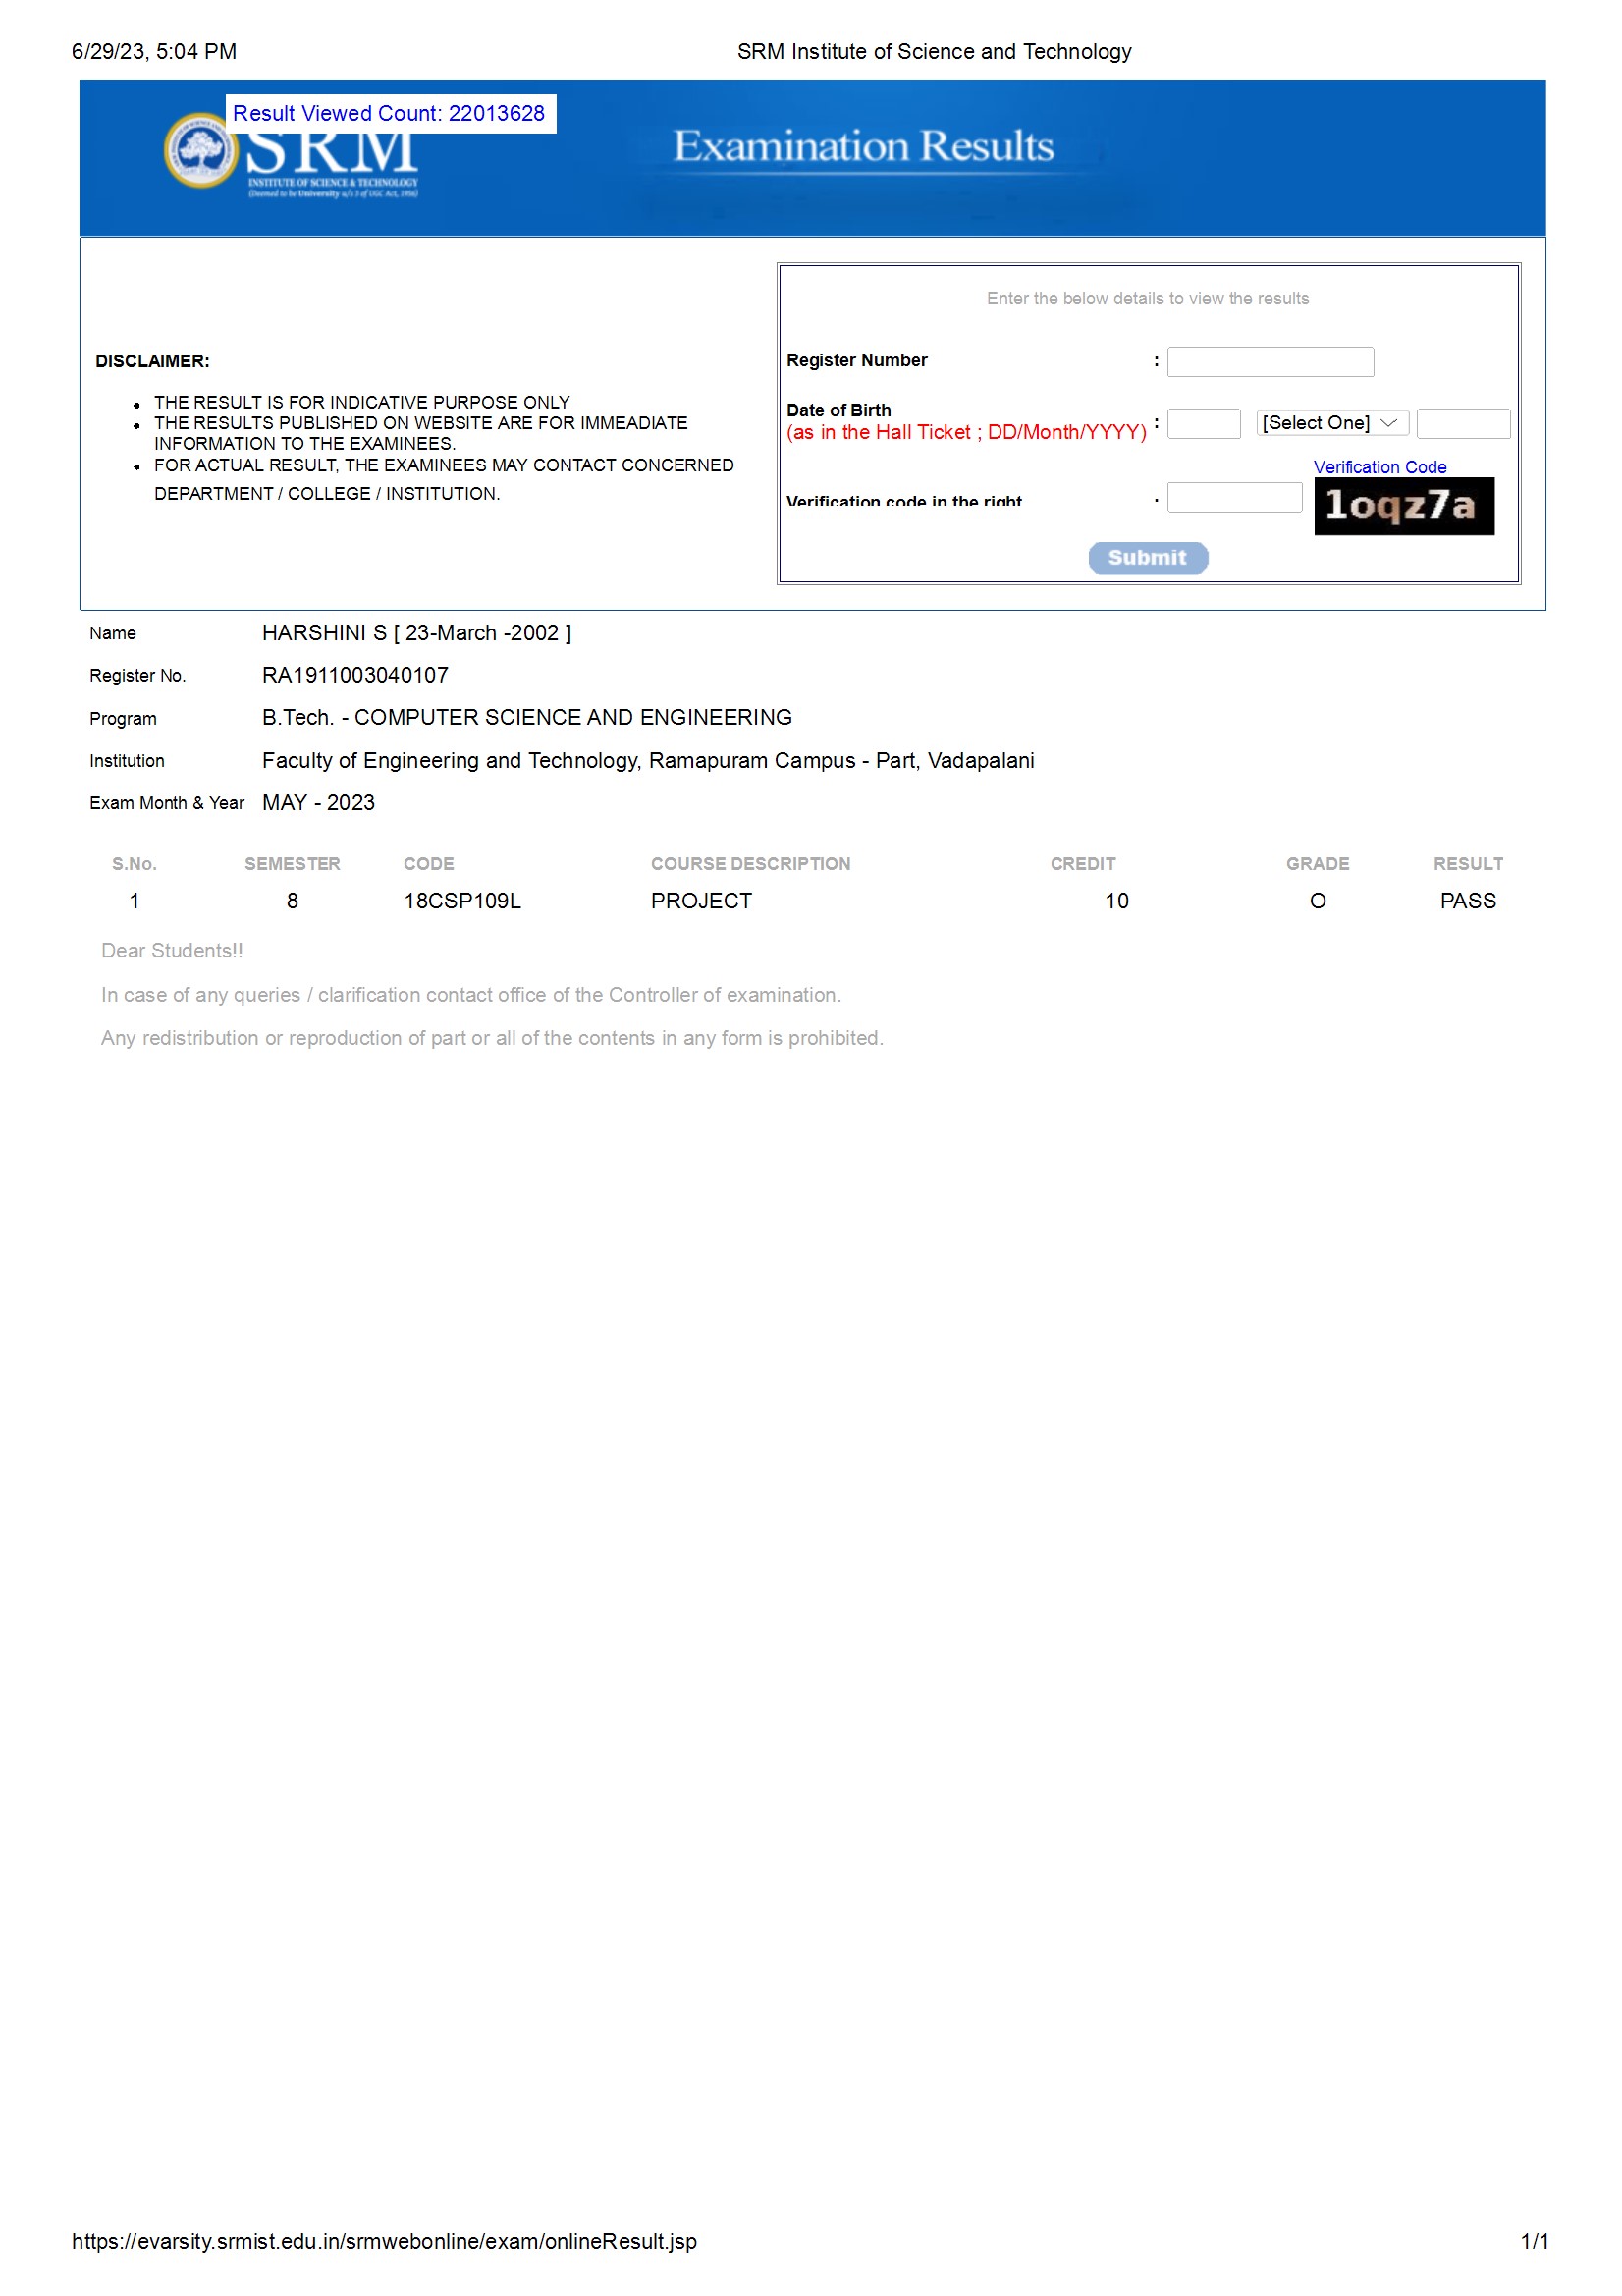 6/29/23, 5:04 PM SRM Institute of Science and Technology
Result Viewed Count: 22013628
SRM
INSTITUTE OF SCIENCE & TECHNOLOGY
(Deemed to be University u/s 3 of UGC Act, 1956)
Examination Results
Enter the below details to view the results
DISCLAIMER:
THE RESULT IS FOR INDICATIVE PURPOSE ONLY
THE RESULTS PUBLISHED ON WEBSITE ARE FOR IMMEADIATE
INFORMATION TO THE EXAMINEES.
FOR ACTUAL RESULT, THE EXAMINEES MAY CONTACT CONCERNED
DEPARTMENT / COLLEGE / INSTITUTION.
Register Number :
Date of Birth
(as in the Hall Ticket ; DD/Month/YYYY) : [Select One]
Verification Code
Verification code in the right : 1oqz7a
Submit
Name HARSHINI S [ 23-March -2002 ]
Register No. RA1911003040107
Program B.Tech. - COMPUTER SCIENCE AND ENGINEERING
Institution Faculty of Engineering and Technology, Ramapuram Campus - Part, Vadapalani
Exam Month & Year MAY - 2023
S.No. SEMESTER CODE COURSE DESCRIPTION CREDIT GRADE RESULT
1 8 18CSP109L PROJECT 10 O PASS
Dear Students!!
In case of any queries / clarification contact office of the Controller of examination.
Any redistribution or reproduction of part or all of the contents in any form is prohibited.
https://evarsity.srmist.edu.in/srmwebonline/exam/onlineResult.jsp 1/1